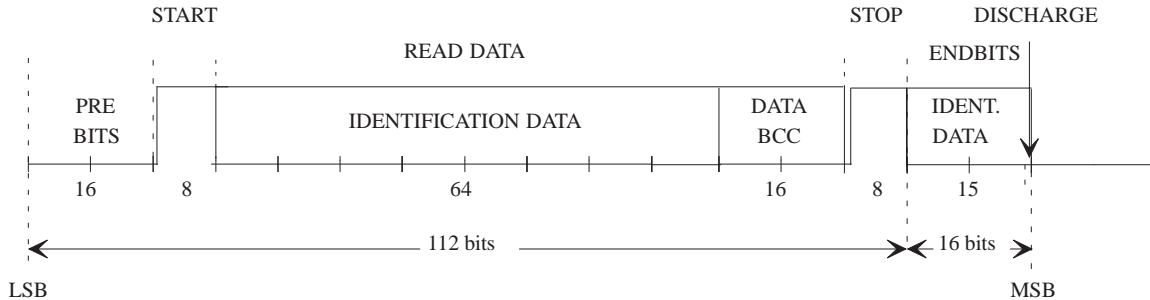 START STOP DISCHARGE
READ DATA ENDBITS
PRE DATA IDENT.
IDENTIFICATION DATA
BITS BCC DATA
16 8 64 16 8 15
112 bits 16 bits
LSB MSB